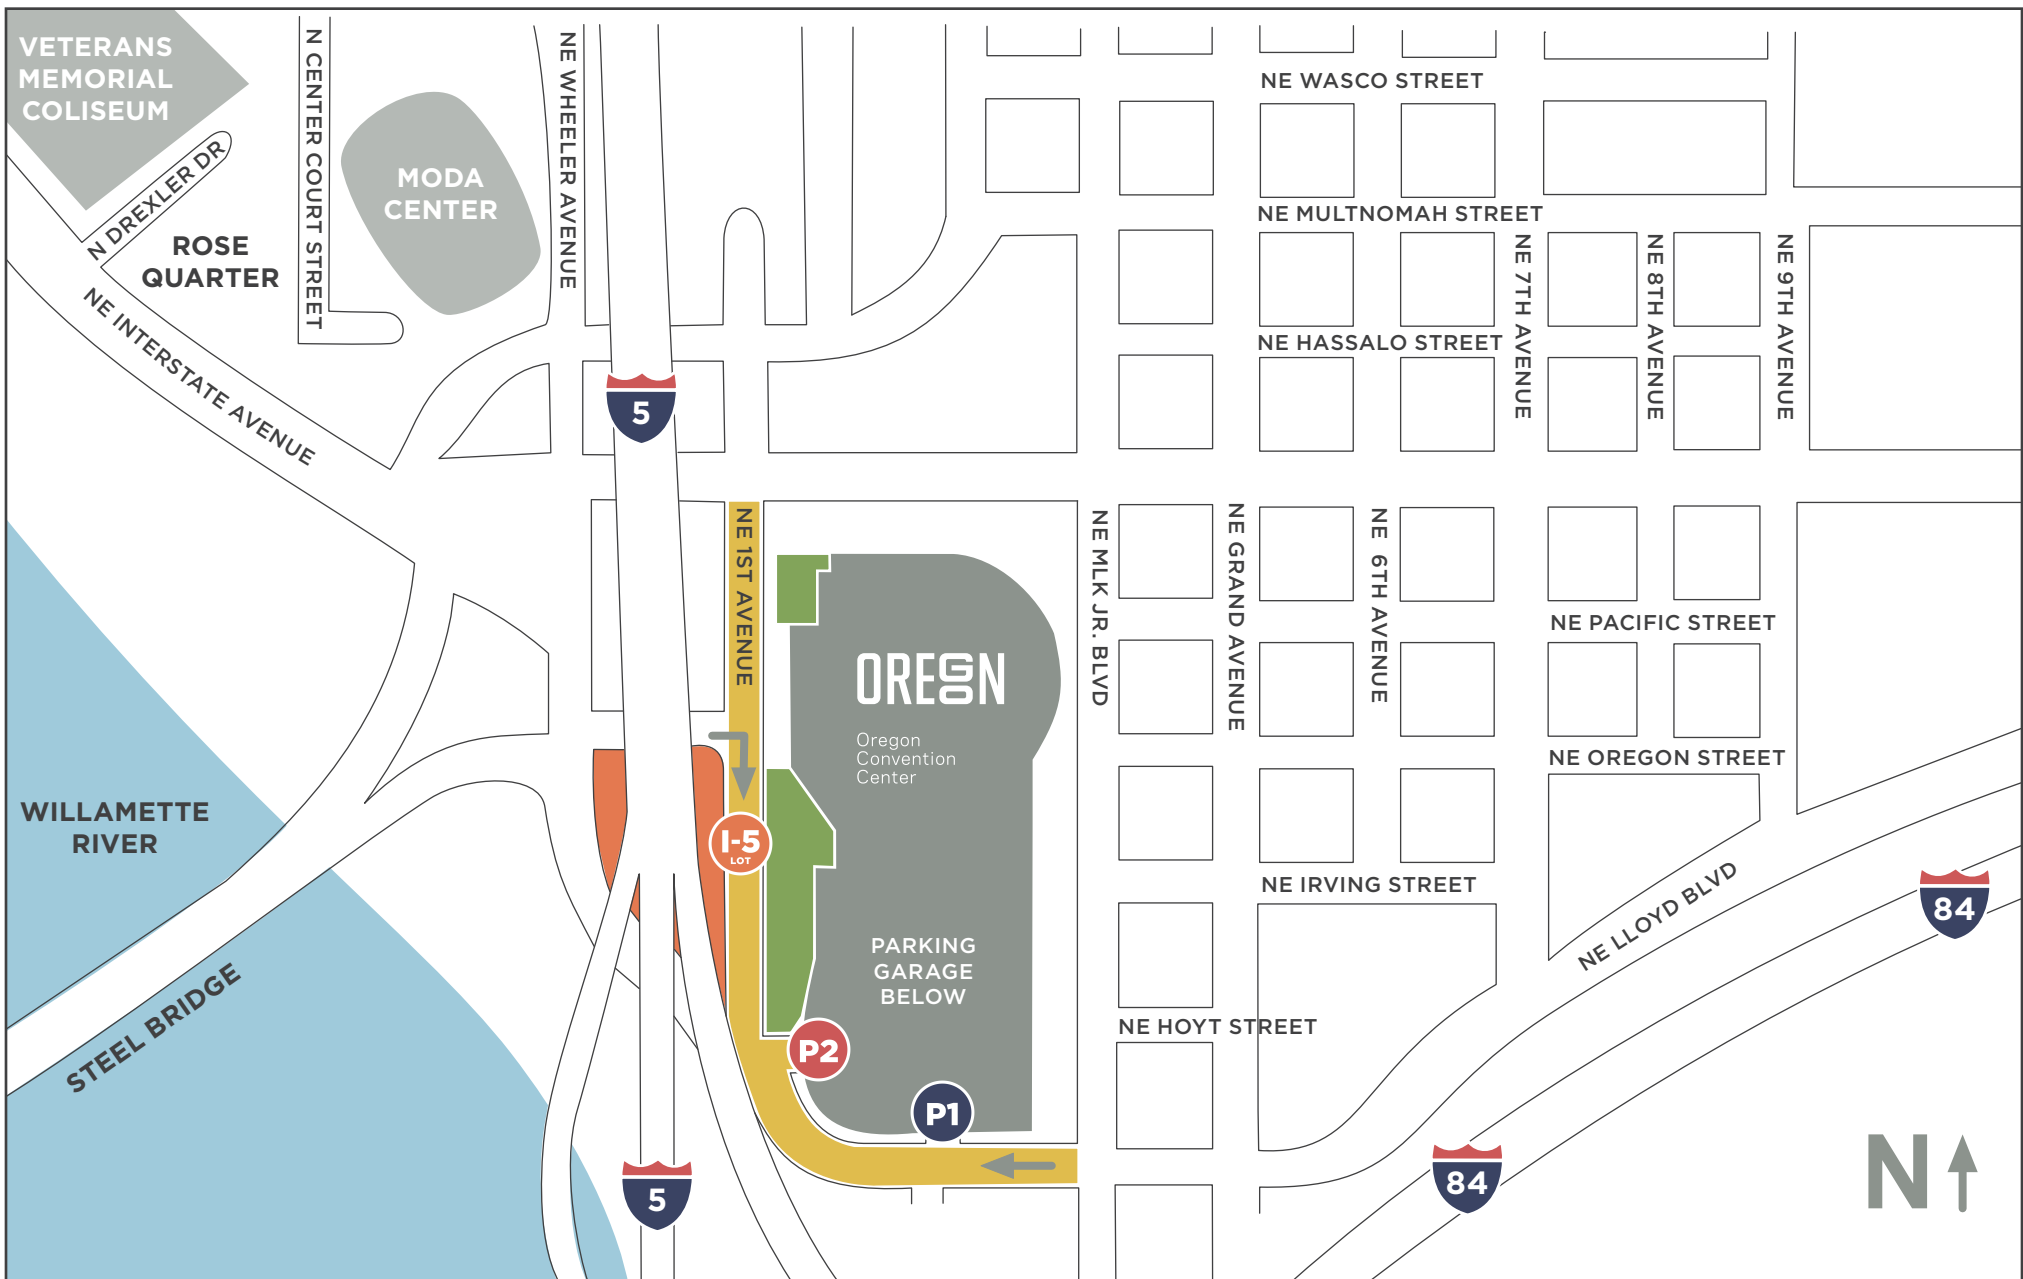 VETERANS
MEMORIAL
COLISEUM
N DREXLER DR
ROSE
QUARTER
N CENTER COURT STREET
MODA
CENTER
NE WHEELER AVENUE
NE INTERSTATE AVENUE
NE WASCO STREET
NE MULTNOMAH STREET
NE HASSALO STREET
NE 7TH AVENUE
NE 8TH AVENUE
NE 9TH AVENUE
5
NE 1ST AVENUE
NE MLK JR. BLVD
NE GRAND AVENUE
NE 6TH AVENUE
NE PACIFIC STREET
OREGON
Oregon
Convention
Center
NE OREGON STREET
WILLAMETTE
RIVER
I-5
LOT
NE IRVING STREET
NE LLOYD BLVD
84
PARKING
GARAGE
BELOW
STEEL BRIDGE
NE HOYT STREET
P2
P1
5
84
N